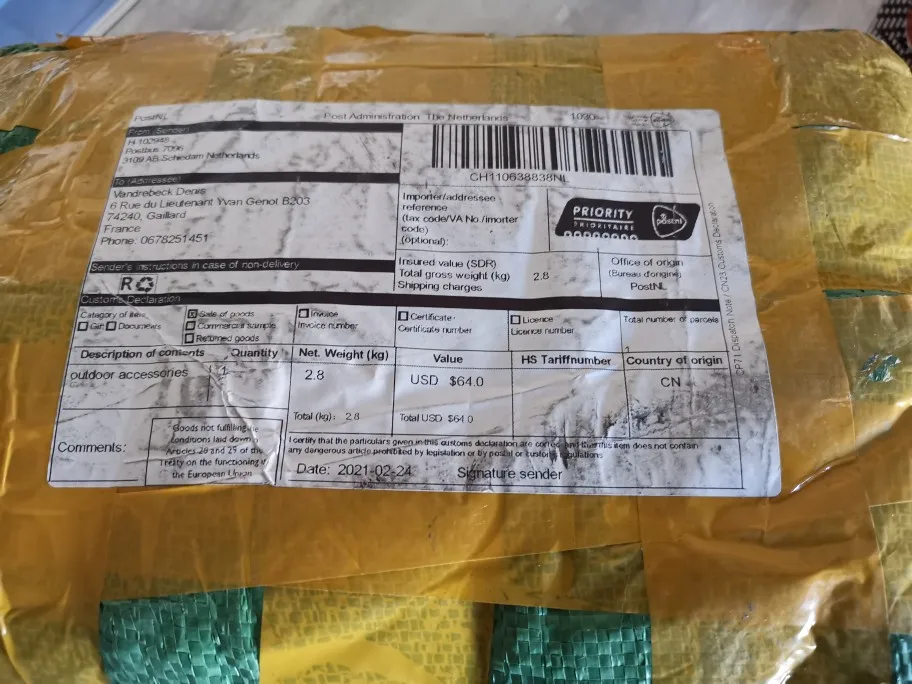 PostNL
Post Administration The Netherlands
1020
From (Sender)
H 102948
Postbus 7096
3109 AB Schiedam Netherlands
CH110638838NL
To (Addressee)
Vandrebeck Denis
6 Rue du Lieutenant Yvan Genot B203
74240, Gaillard
France
Phone: 0678251451
Importer/addressee
reference
(tax code/VA No./imorter
code)
(optional):
PRIORITY
PRIORITAIRE
postnl
Sender's instructions in case of non-delivery
R
Insured value (SDR)
Total gross weight (kg) 2.8
Shipping charges
Office of origin
(Bureau d'origine)
PostNL
Customs Declaration
Category of item
Gift Documents
Sale of goods
Commercial sample
Returned goods
Invoice
Invoice number
Certificate
Certificate number
Licence
Licence number
Total number of parcels
Description of contents Quantity Net. Weight (kg) Value HS Tariffnumber Country of origin
outdoor accessories 1 2.8 USD $64.0 CN
Total (kg): 2.8 Total USD $64.0
Comments:
Goods not fulfilling the
conditions laid down in
Articles 28 and 29 of the
Treaty on the functioning of
the European Union
I certify that the particulars given in this customs declaration are correct and that this item does not contain
any dangerous article prohibited by legislation or by postal or customs regulations
Date: 2021-02-24 Signature sender
CP71 Despatch Note / CN23 Customs Declaration